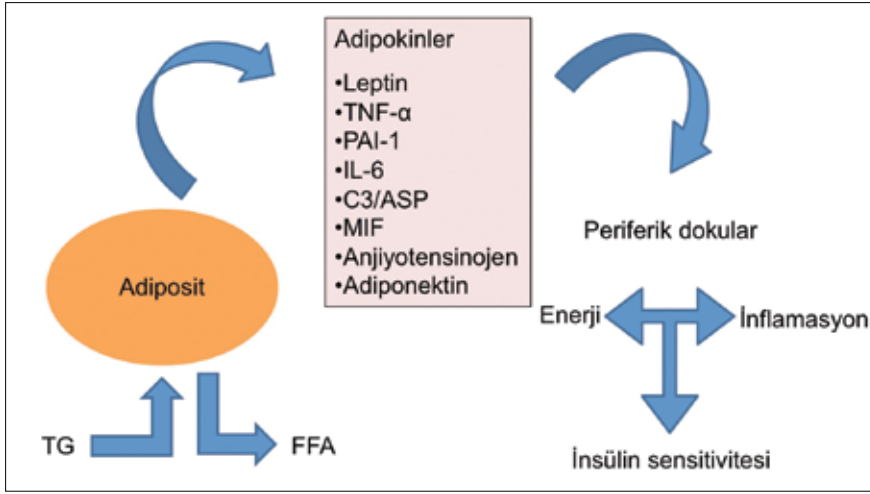 Adipokinler
•Leptin
•TNF-α
•PAI-1
•IL-6
•C3/ASP
•MIF
•Anjiyotensinojen
•Adiponektin
Adiposit
TG
FFA
Periferik dokular
Enerji
İnflamasyon
İnsülin sensitivitesi